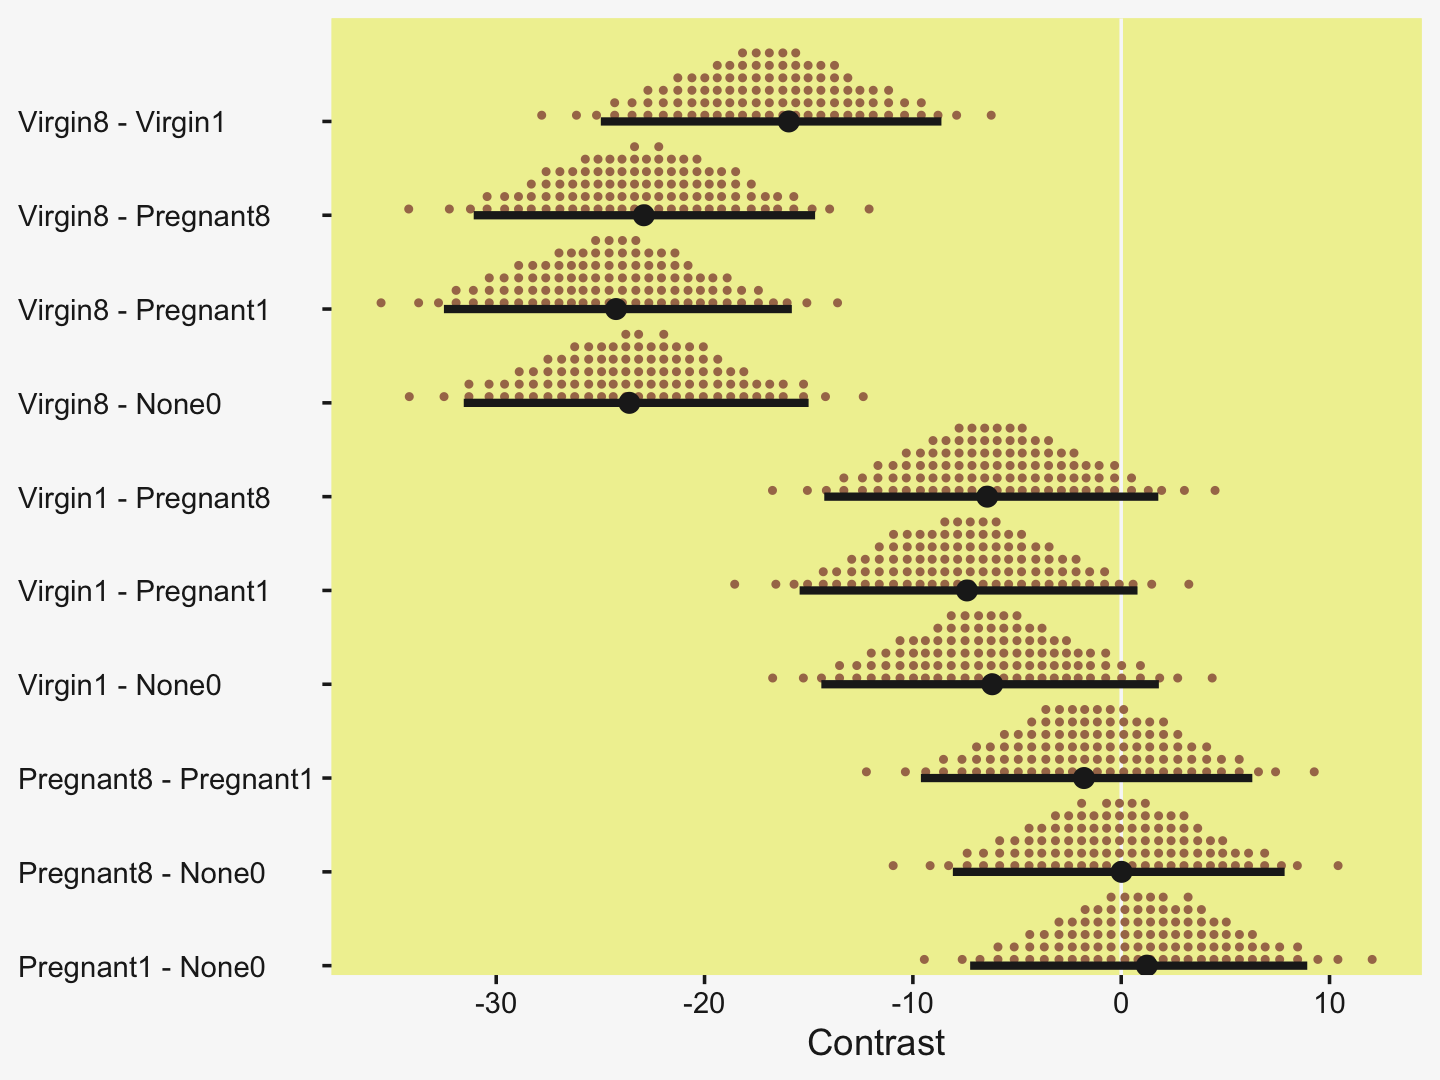 Virgin8 - Virgin1
Virgin8 - Pregnant8
Virgin8 - Pregnant1
Virgin8 - None0
Virgin1 - Pregnant8
Virgin1 - Pregnant1
Virgin1 - None0
Pregnant8 - Pregnant1
Pregnant8 - None0
Pregnant1 - None0
-30 -20 -10 0 10
Contrast